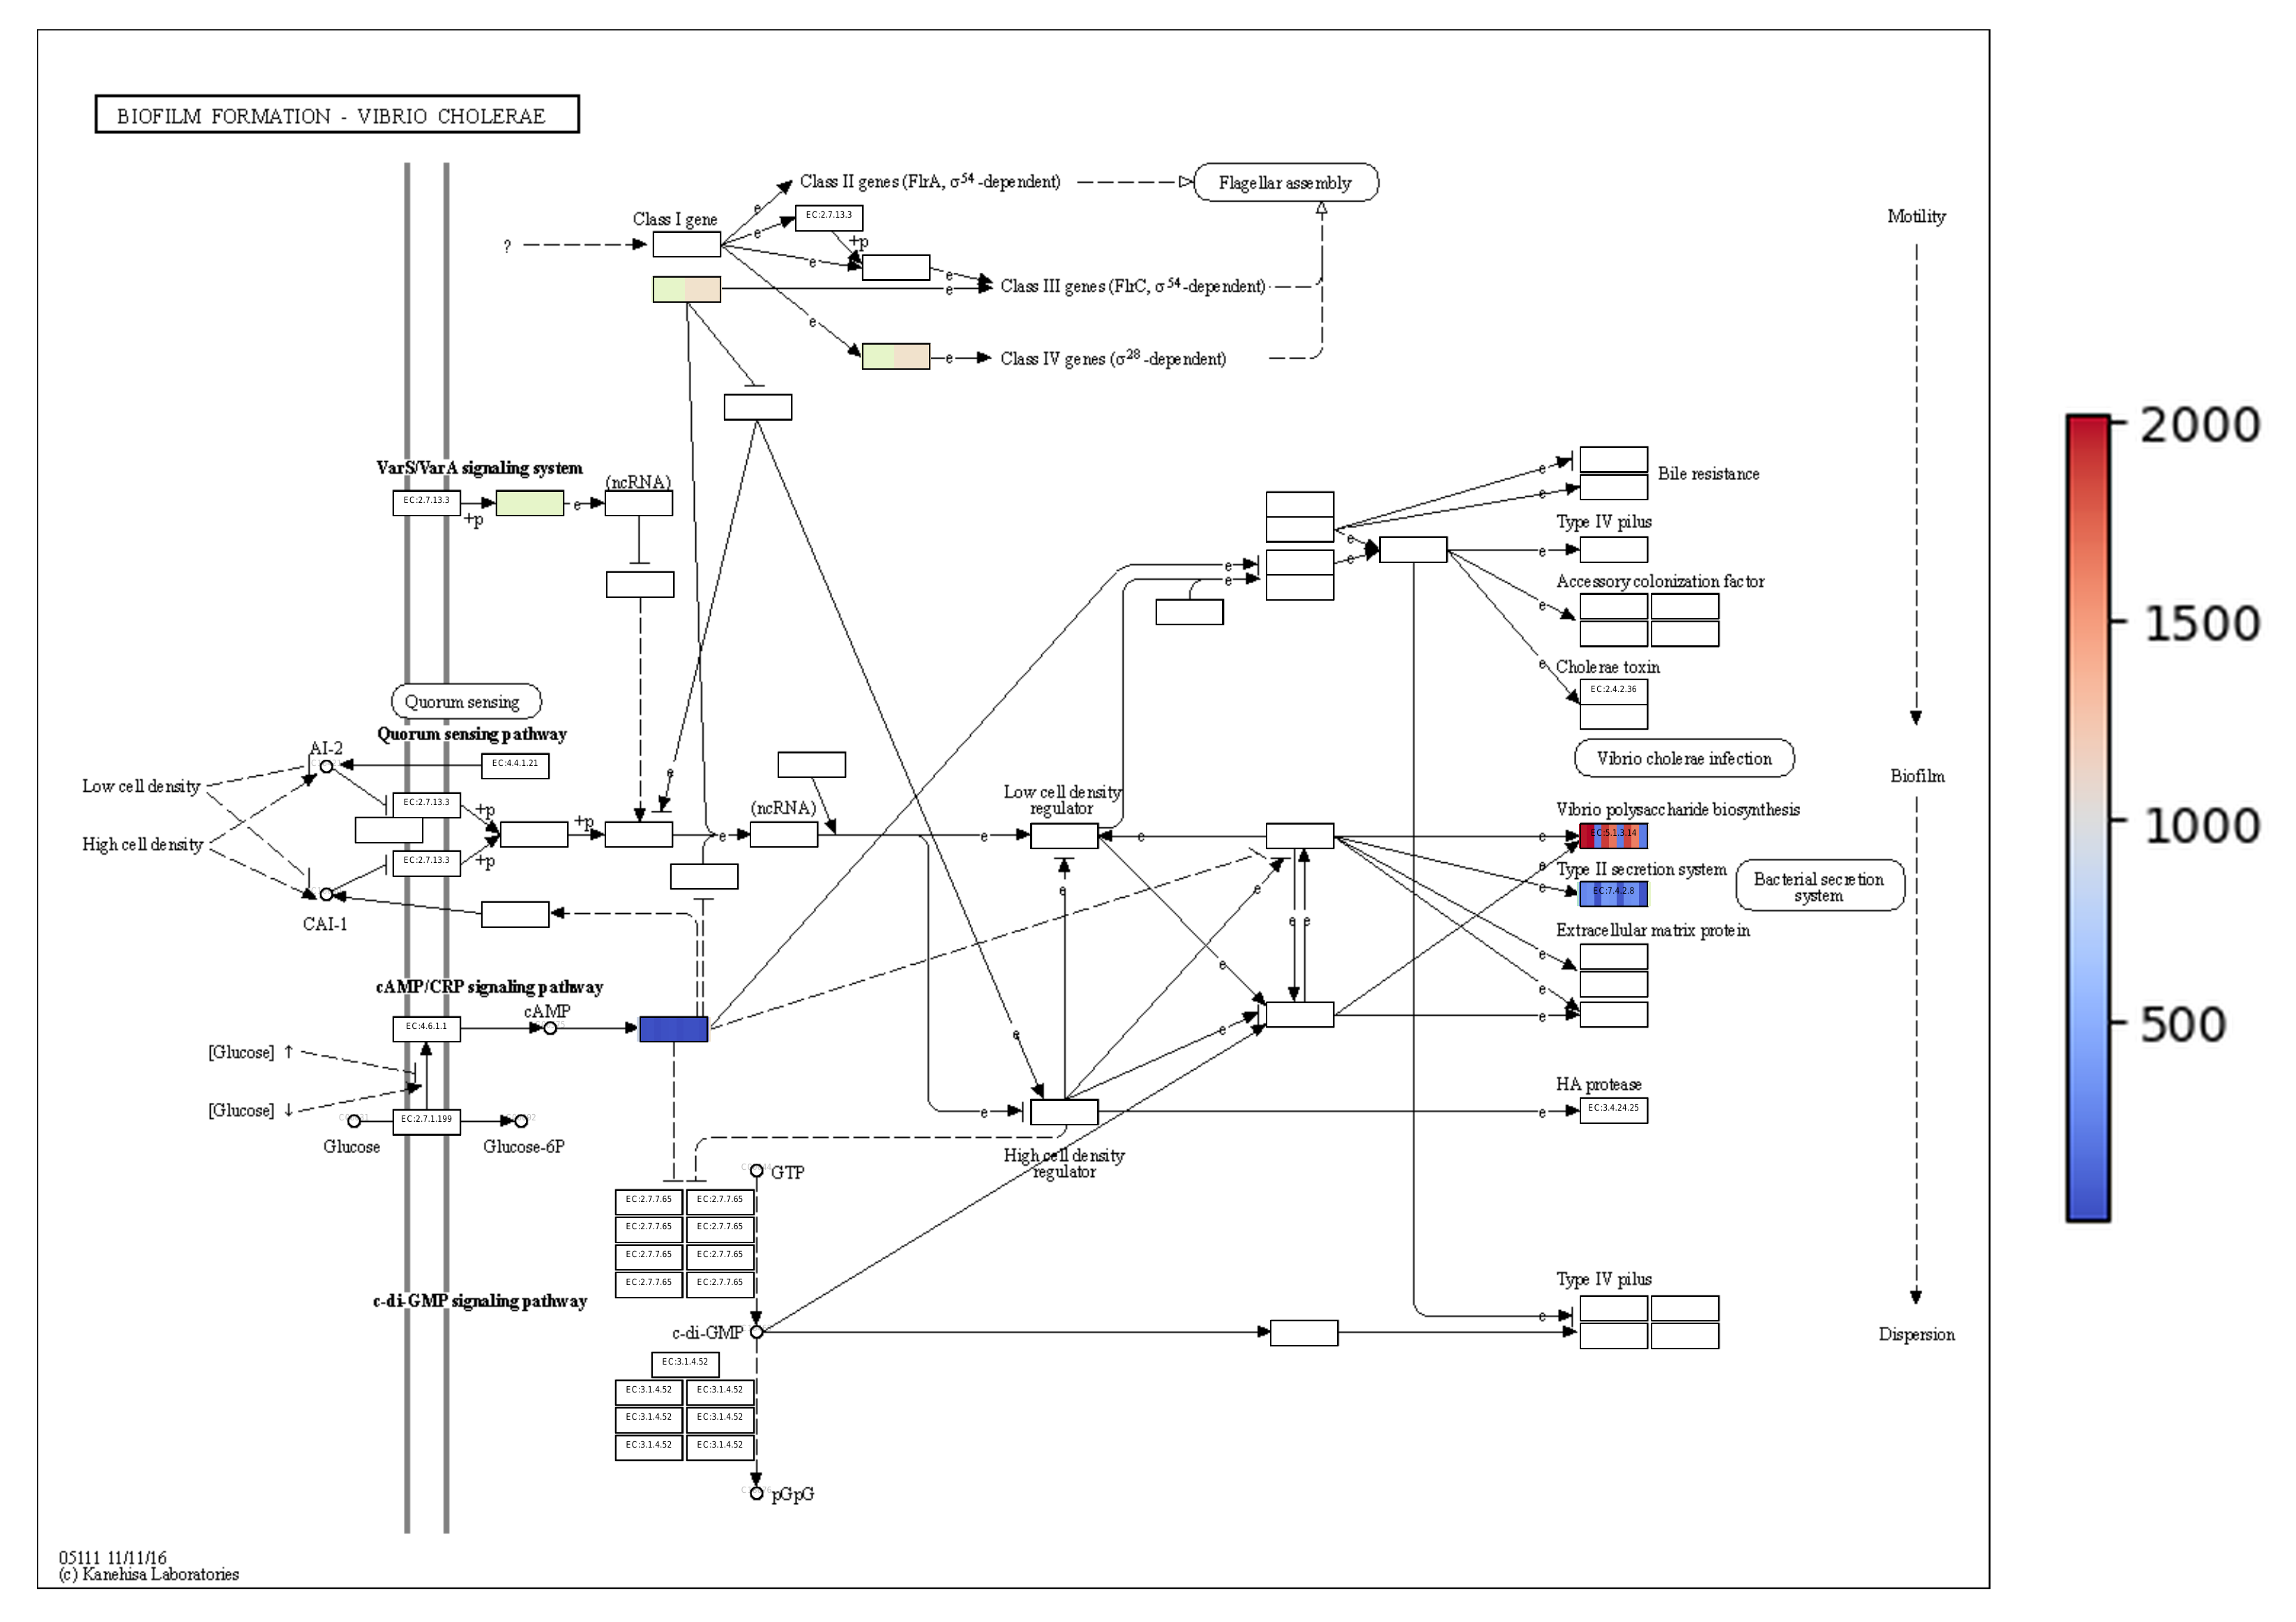 BIOFILM FORMATION - VIBRIO CHOLERAE
Class II genes (FlrA, σ54-dependent)
Flagellar assembly
Motility
Class I gene
EC:2.7.13.3
?
e
e
+p
e
e
e
Class III genes (FlrC, σ54-dependent)
e
e
Class IV genes (σ28-dependent)
2000
VarS/VarA signaling system
(ncRNA)
EC:2.7.13.3
+p
e
e
e
Bile resistance
Type IV pilus
e
e
e
e
e
Accessory colonization factor
e
1500
e
Cholerae toxin
EC:2.4.2.36
Quorum sensing
Quorum sensing pathway
AI-2
EC:4.4.1.21
Vibrio cholerae infection
Biofilm
e
Low cell density
High cell density
EC:2.7.13.3
+p
+p
EC:2.7.13.3
+p
CAI-1
(ncRNA)
e
Low cell density
regulator
e
e
Vibrio polysaccharide biosynthesis
e
EC:5.1.3.14
1000
e
Type II secretion system
e
EC:7.4.2.8
Bacterial secretion
system
e
e
e
e
Extracellular matrix protein
e
e
e
cAMP/CRP signaling pathway
cAMP
EC:4.6.1.1
e
e
e
500
[Glucose] ↑
[Glucose] ↓
EC:2.7.1.199
Glucose
Glucose-6P
e
HA protease
e
EC:3.4.24.25
High cell density
regulator
GTP
EC:2.7.7.65
EC:2.7.7.65
EC:2.7.7.65
EC:2.7.7.65
EC:2.7.7.65
EC:2.7.7.65
EC:2.7.7.65
EC:2.7.7.65
c-di-GMP signaling pathway
Type IV pilus
e
c-di-GMP
Dispersion
EC:3.1.4.52
EC:3.1.4.52
EC:3.1.4.52
EC:3.1.4.52
EC:3.1.4.52
EC:3.1.4.52
EC:3.1.4.52
pGpG
05111 11/11/16
(c) Kanehisa Laboratories